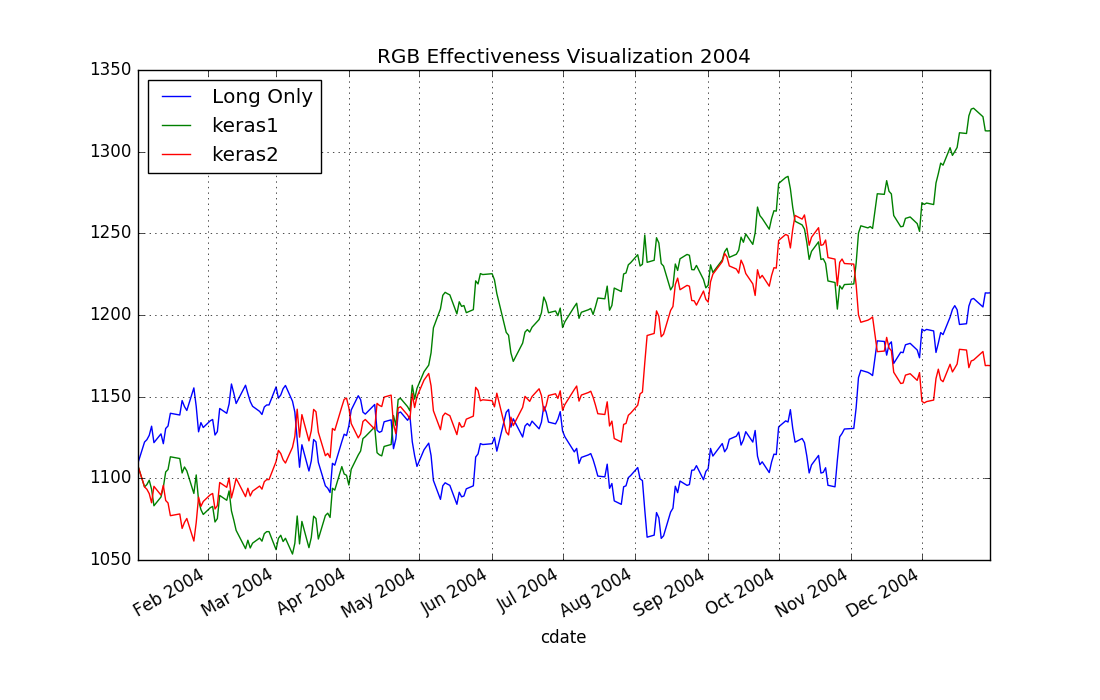 RGB Effectiveness Visualization 2004
1350
1300
1250
1200
1150
1100
1050
Long Only
keras1
keras2
Feb 2004
Mar 2004
Apr 2004
May 2004
Jun 2004
Jul 2004
Aug 2004
Sep 2004
Oct 2004
Nov 2004
Dec 2004
cdate